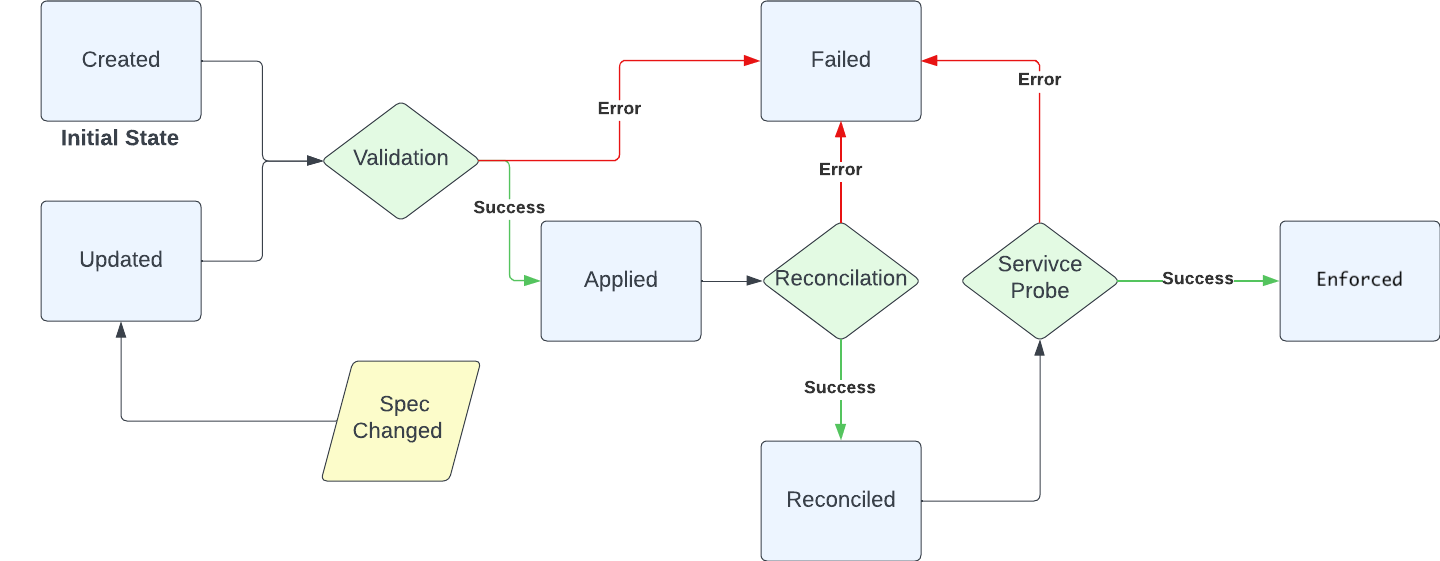 Created
Initial State
Updated
Spec
Changed
Validation
Error
Success
Applied
Failed
Error
Reconcilation
Success
Reconciled
Error
Servivce
Probe
Success
Enforced